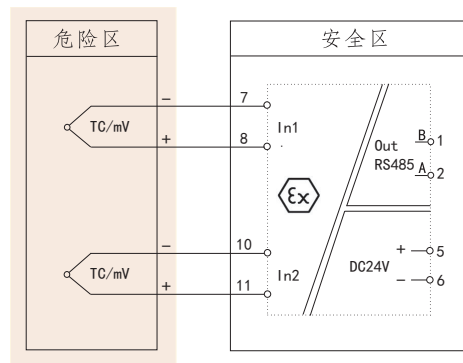 危险区
安全区
- 7
TC/mV
+ 8
In1
Out
RS485
B 1
A 2
Ex
- 10
TC/mV
+ 11
In2
DC24V
+ 5
- 6